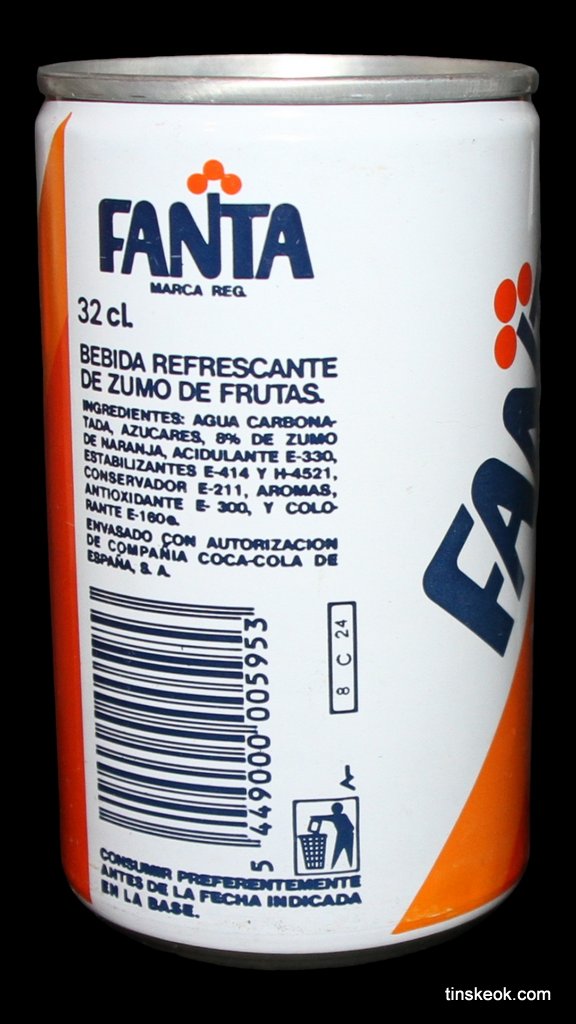 FANTA
MARCA REG.
32 cl.
BEBIDA REFRESCANTE
DE ZUMO DE FRUTAS.
INGREDIENTES: AGUA CARBONA-
TADA, AZUCARES, 8% DE ZUMO
DE NARANJA, ACIDULANTE E-330,
ESTABILIZANTES E-414 Y H-4521,
CONSERVADOR E-211, AROMAS,
ANTIOXIDANTE E-300, Y COLO-
RANTE E-160e.
ENVASADO CON AUTORIZACION
DE COMPAÑIA COCA-COLA DE
ESPAÑA, S. A.
5 449000 005953
8 C 24
A
CONSUMIR PREFERENTEMENTE
ANTES DE LA FECHA INDICADA
EN LA BASE.
FAN
tinskeok.com